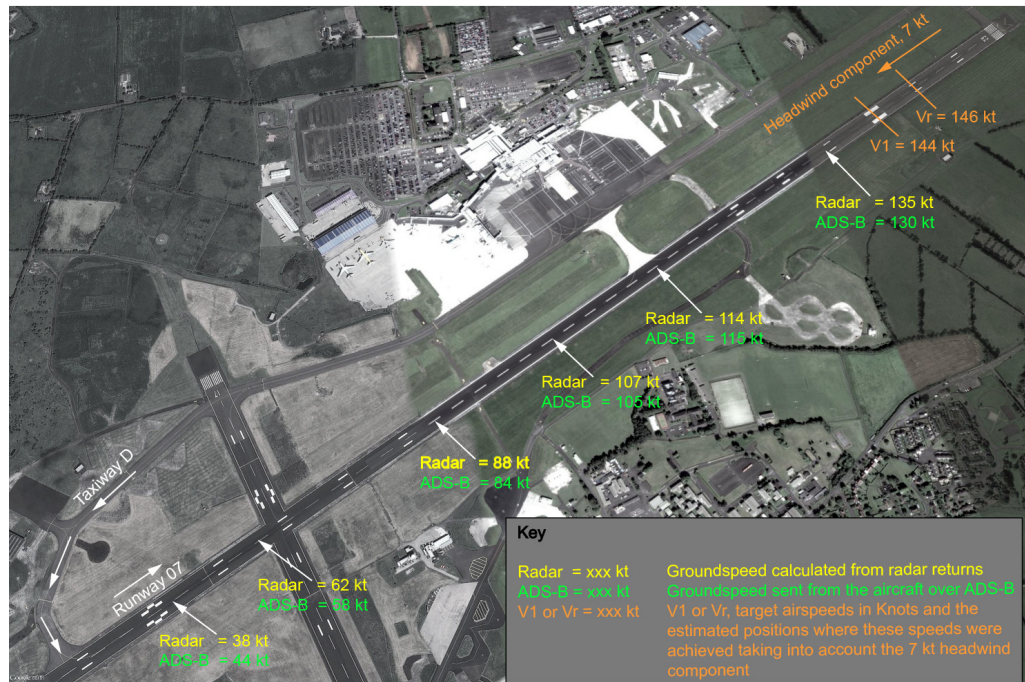 Headwind component, 7 kt
Vr = 146 kt
V1 = 144 kt
Radar = 135 kt
ADS-B = 130 kt
Radar = 114 kt
ADS-B = 115 kt
Radar = 107 kt
ADS-B = 105 kt
Radar = 88 kt
ADS-B = 84 kt
Taxiway D
Runway 07
Radar = 62 kt
ADS-B = 58 kt
Radar = 38 kt
ADS-B = 44 kt
Key
Radar = xxx kt Groundspeed calculated from radar returns
ADS-B = xxx kt Groundspeed sent from the aircraft over ADS-B
V1 or Vr = xxx kt V1 or Vr, target airspeeds in Knots and the
estimated positions where these speeds were
achieved taking into account the 7 kt headwind
component